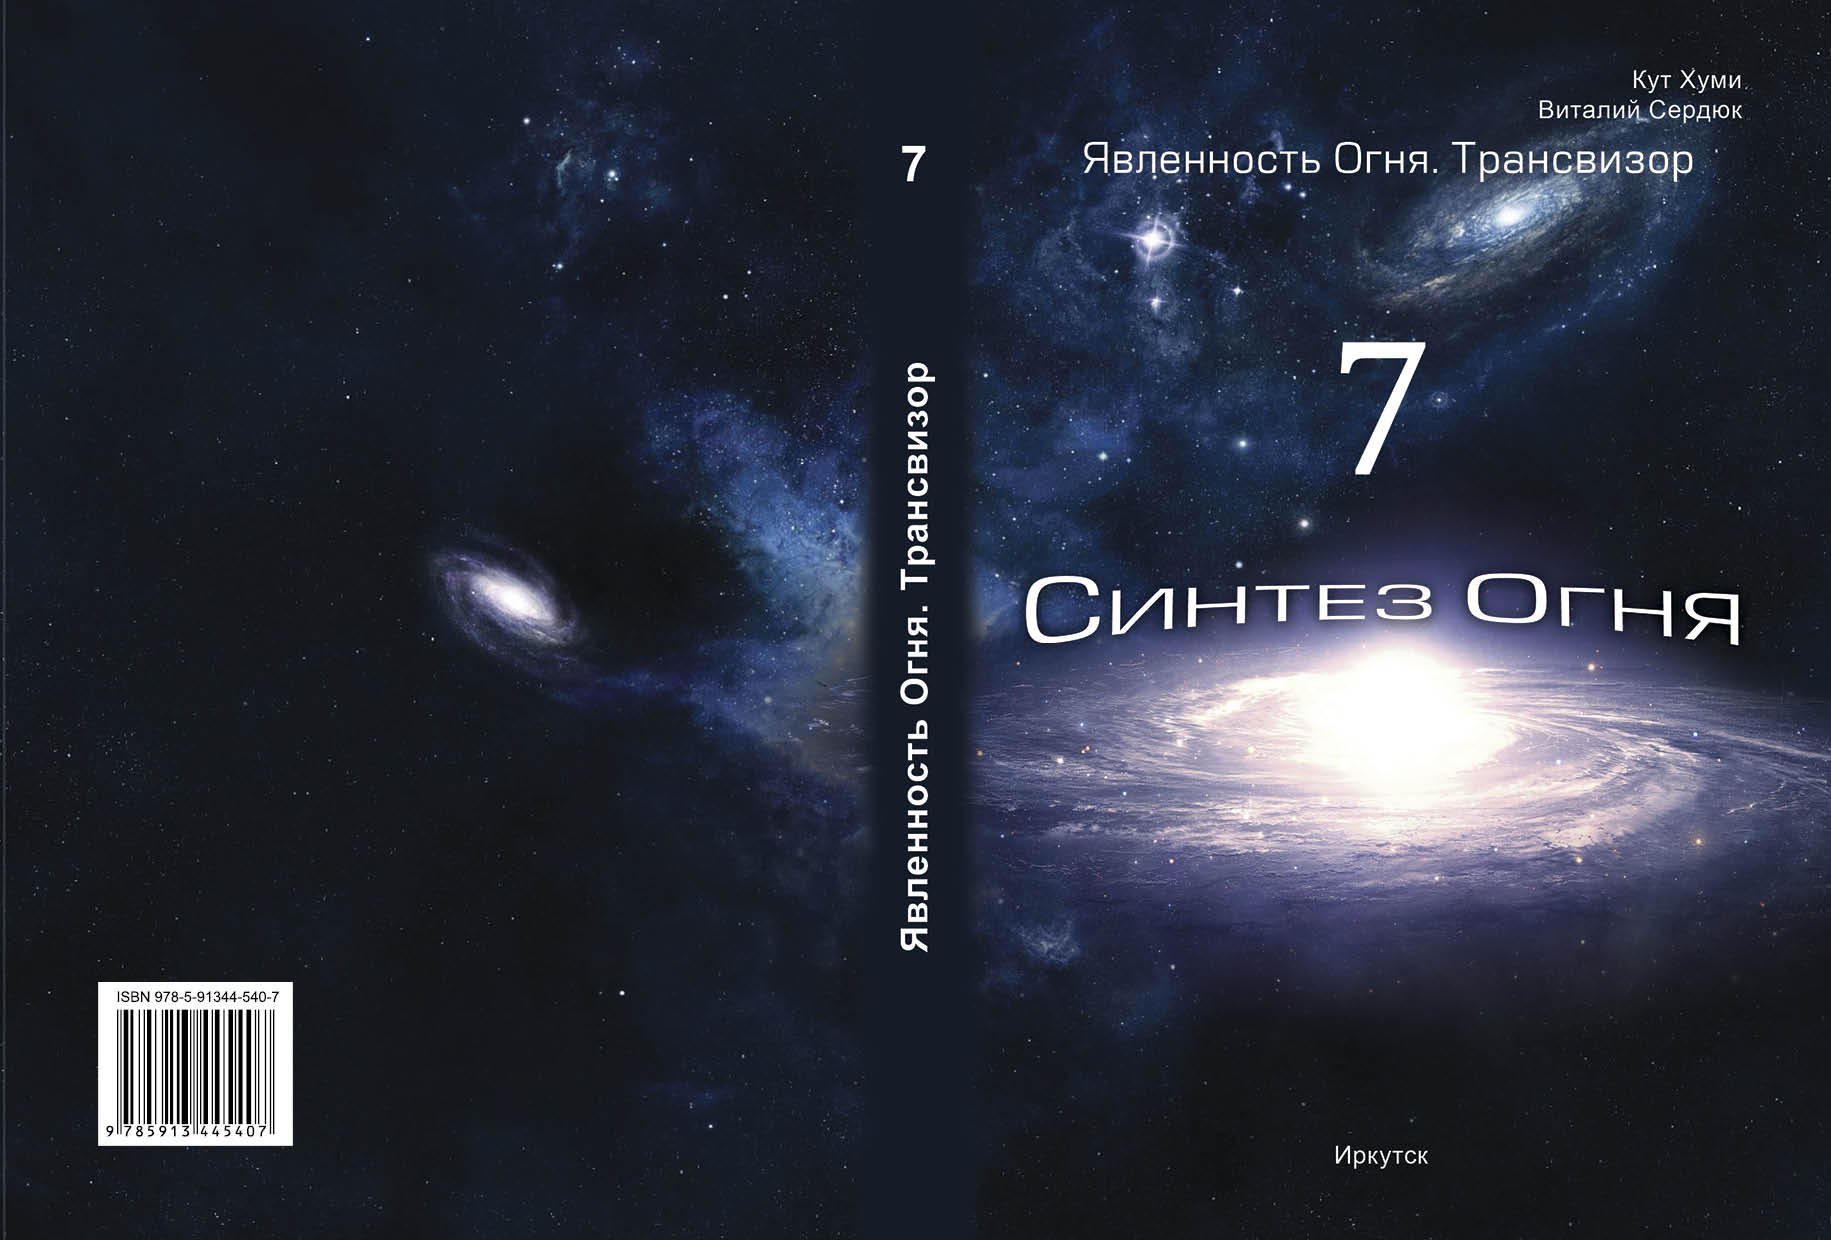 Кут Хуми
Виталий Сердюк
Явленность Огня. Трансвизор
7
Синтез Огня
Иркутск
7
Явленность Огня. Трансвизор
ISBN 978-5-91344-540-7
9 785913 445407